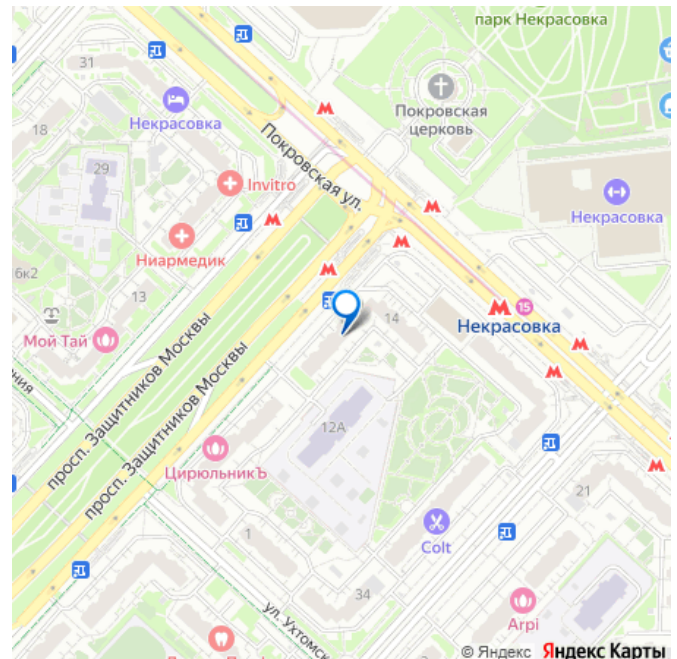 парк Некрасовка
31
Некрасовка
Покровская
церковь
18
Покровская ул.
29
Invitro
Некрасовка
Ниармедик
6к2
13
14
15
Некрасовка
Мой Тай
просп. Защитников Москвы
просп. Защитников Москвы
12А
ЦирюльникЪ
21
Colt
1
34
ул. Ухтомск
Arpi
© Яндекс Яндекс Карты